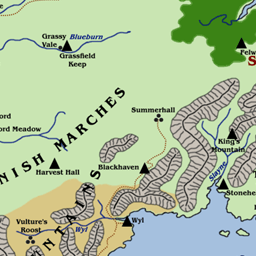 Blueburn
Grassy
Vale
Grassfield
Keep
Felw
S
Summerhall
ord
ord Meadow
NISH MARCHES
King's
Mountain
Harvest Hall
Blackhaven
Slayne
Stonehe
NTAINS
Vulture's
Roost
Wyl
Wyl